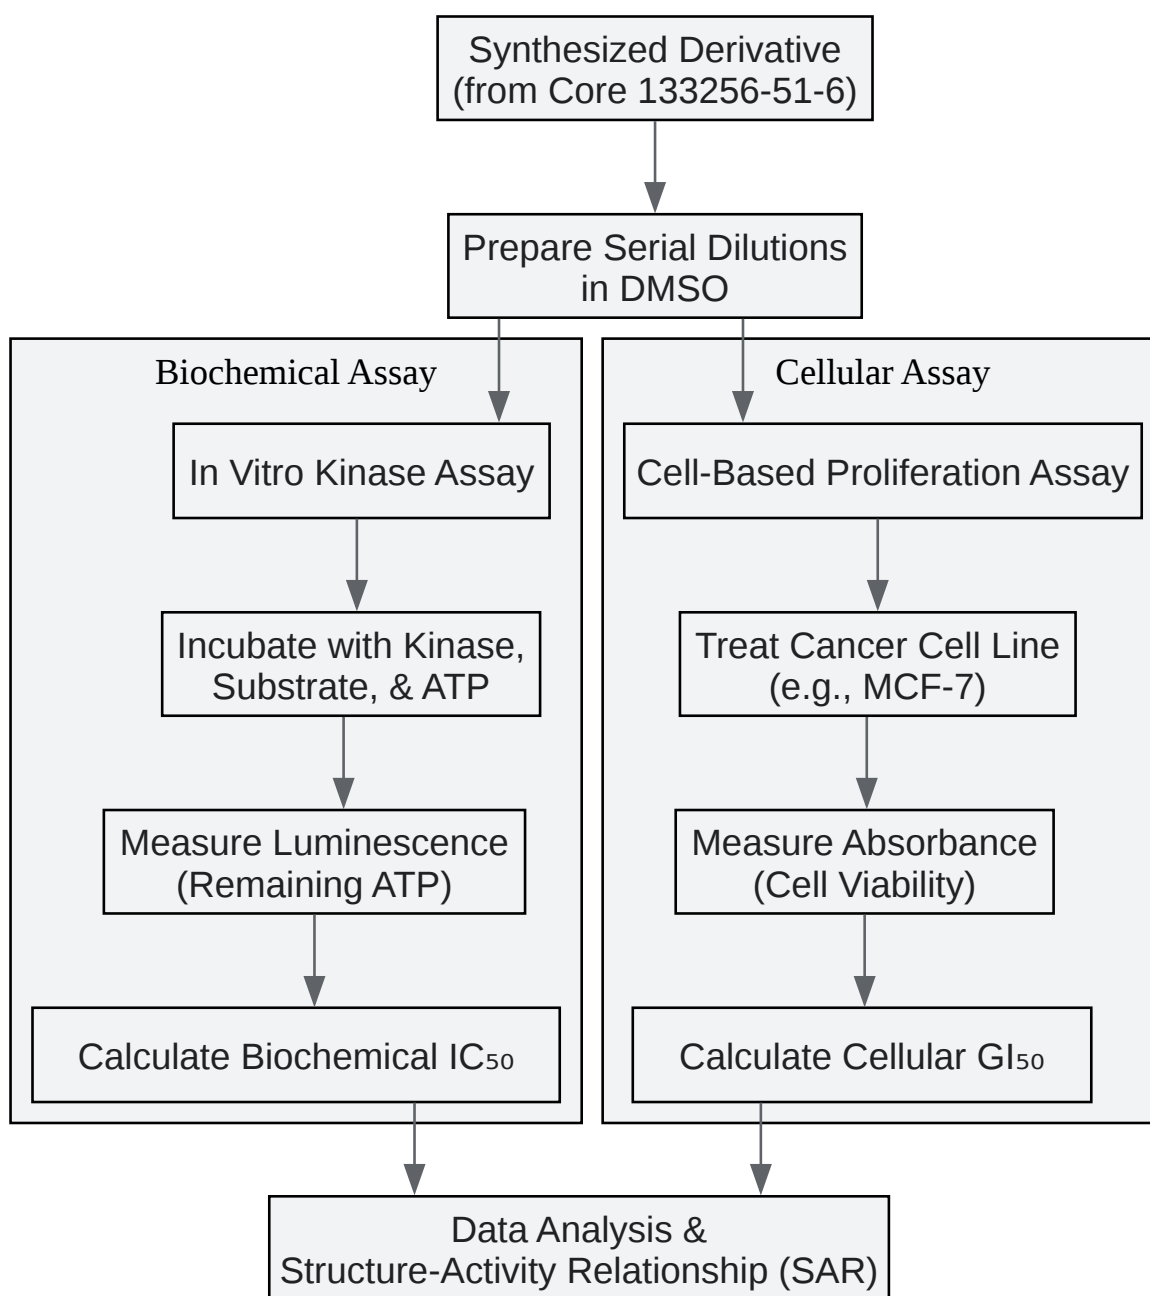 Synthesized Derivative
(from Core 133256-51-6)
Prepare Serial Dilutions
in DMSO
Biochemical Assay
In Vitro Kinase Assay
Incubate with Kinase,
Substrate, & ATP
Measure Luminescence
(Remaining ATP)
Calculate Biochemical IC₅₀
Cellular Assay
Cell-Based Proliferation Assay
Treat Cancer Cell Line
(e.g., MCF-7)
Measure Absorbance
(Cell Viability)
Calculate Cellular GI₅₀
Data Analysis &
Structure-Activity Relationship (SAR)